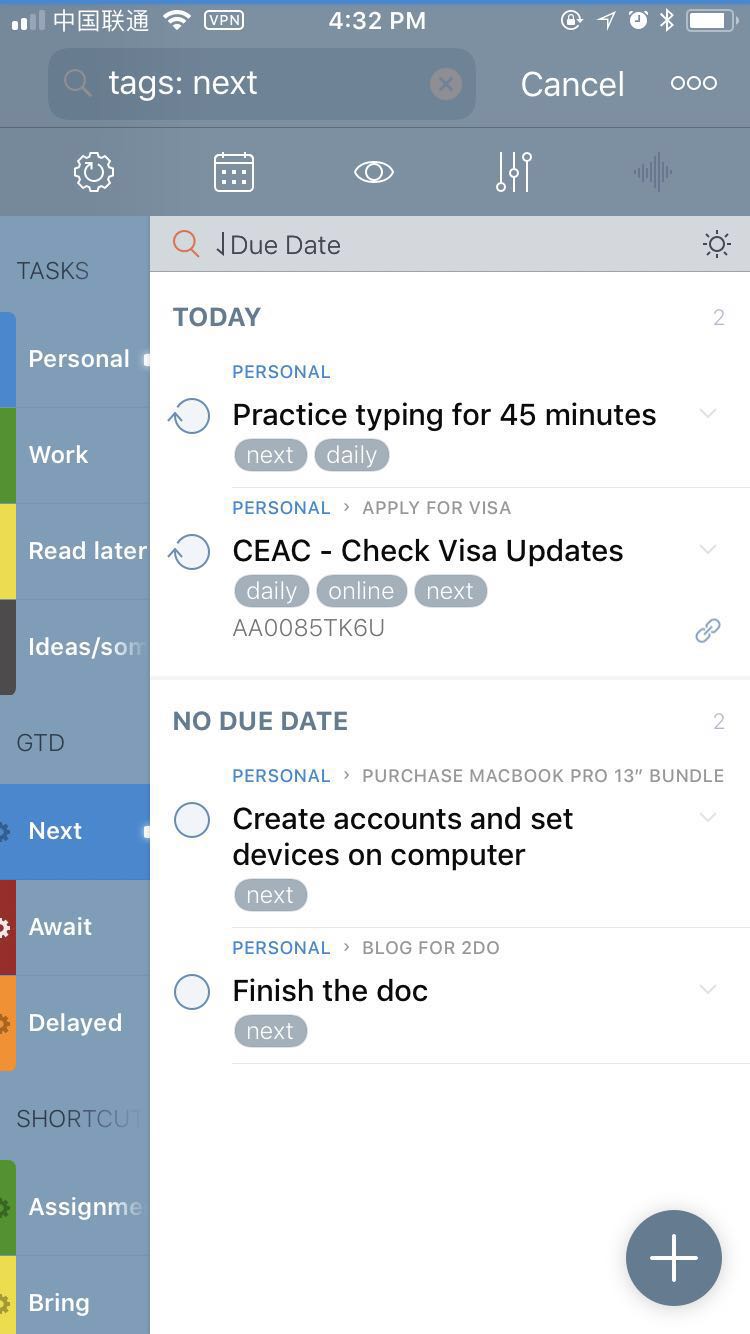 中国联通 VPN 4:32 PM
tags: next Cancel
TASKS
Personal
Work
Read later
Ideas/som
GTD
Next
Await
Delayed
SHORTCUT
Assignme
Bring
Due Date
TODAY 2
PERSONAL
Practice typing for 45 minutes
next daily
PERSONAL › APPLY FOR VISA
CEAC - Check Visa Updates
daily online next
AA0085TK6U
NO DUE DATE 2
PERSONAL › PURCHASE MACBOOK PRO 13″ BUNDLE
Create accounts and set
devices on computer
next
PERSONAL › BLOG FOR 2DO
Finish the doc
next